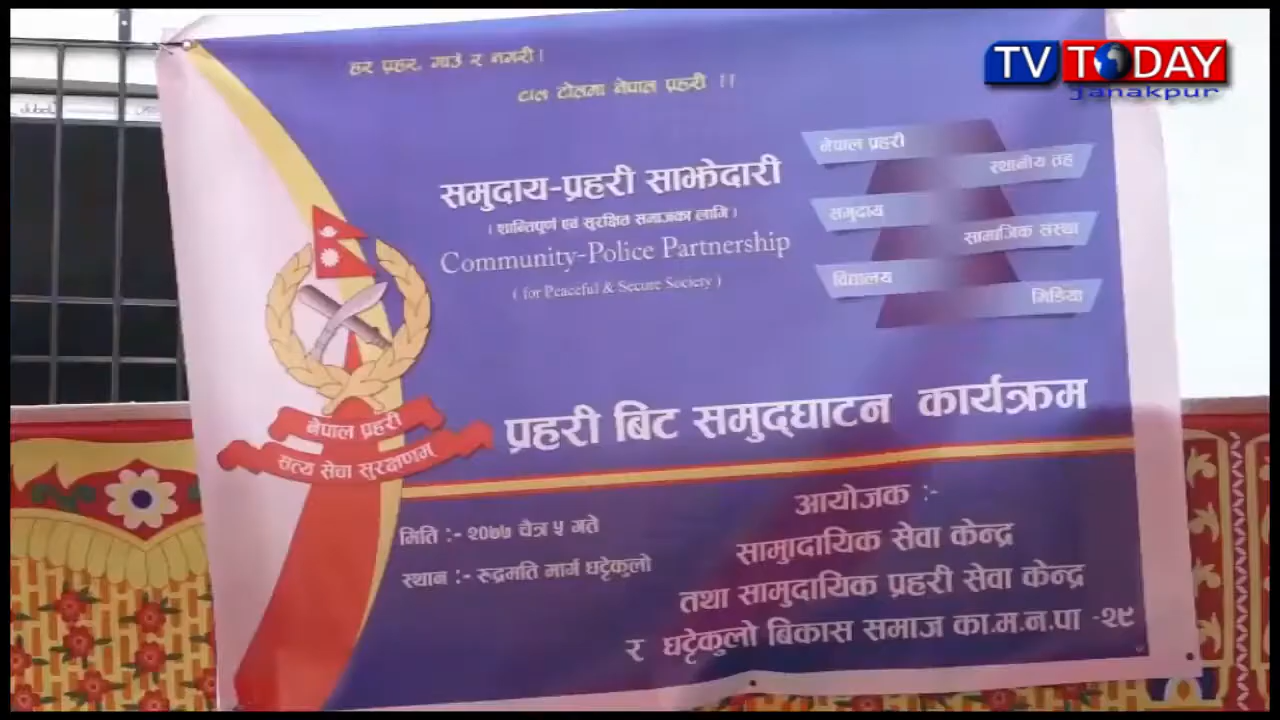 TV TODAY
Janakpur
हर प्रहर, गाउँ र नगरी।
टोलमा नेपाल प्रहरी ।।
समुदाय-प्रहरी साझेदारी
। शान्तिपूर्ण एवं सुरक्षित समाजका लागि ।
Community-Police Partnership
( for Peaceful & Secure Society )
नेपाल प्रहरी
स्थानीय तह
समुदाय
सामाजिक संस्था
विद्यालय
मिडिया
नेपाल प्रहरी
सत्य सेवा सुरक्षणम्
प्रहरी बिट समुद्घाटन कार्यक्रम
मिति :- २०७७ चैत्र ५ गते
स्थान :- रुद्रमति मार्ग घट्टेकुलो
आयोजक :-
सामुादायिक सेवा केन्द्र
तथा सामुदायिक प्रहरी सेवा केन्द्र
र घट्टेकुलो बिकास समाज का.म.न.पा -२९